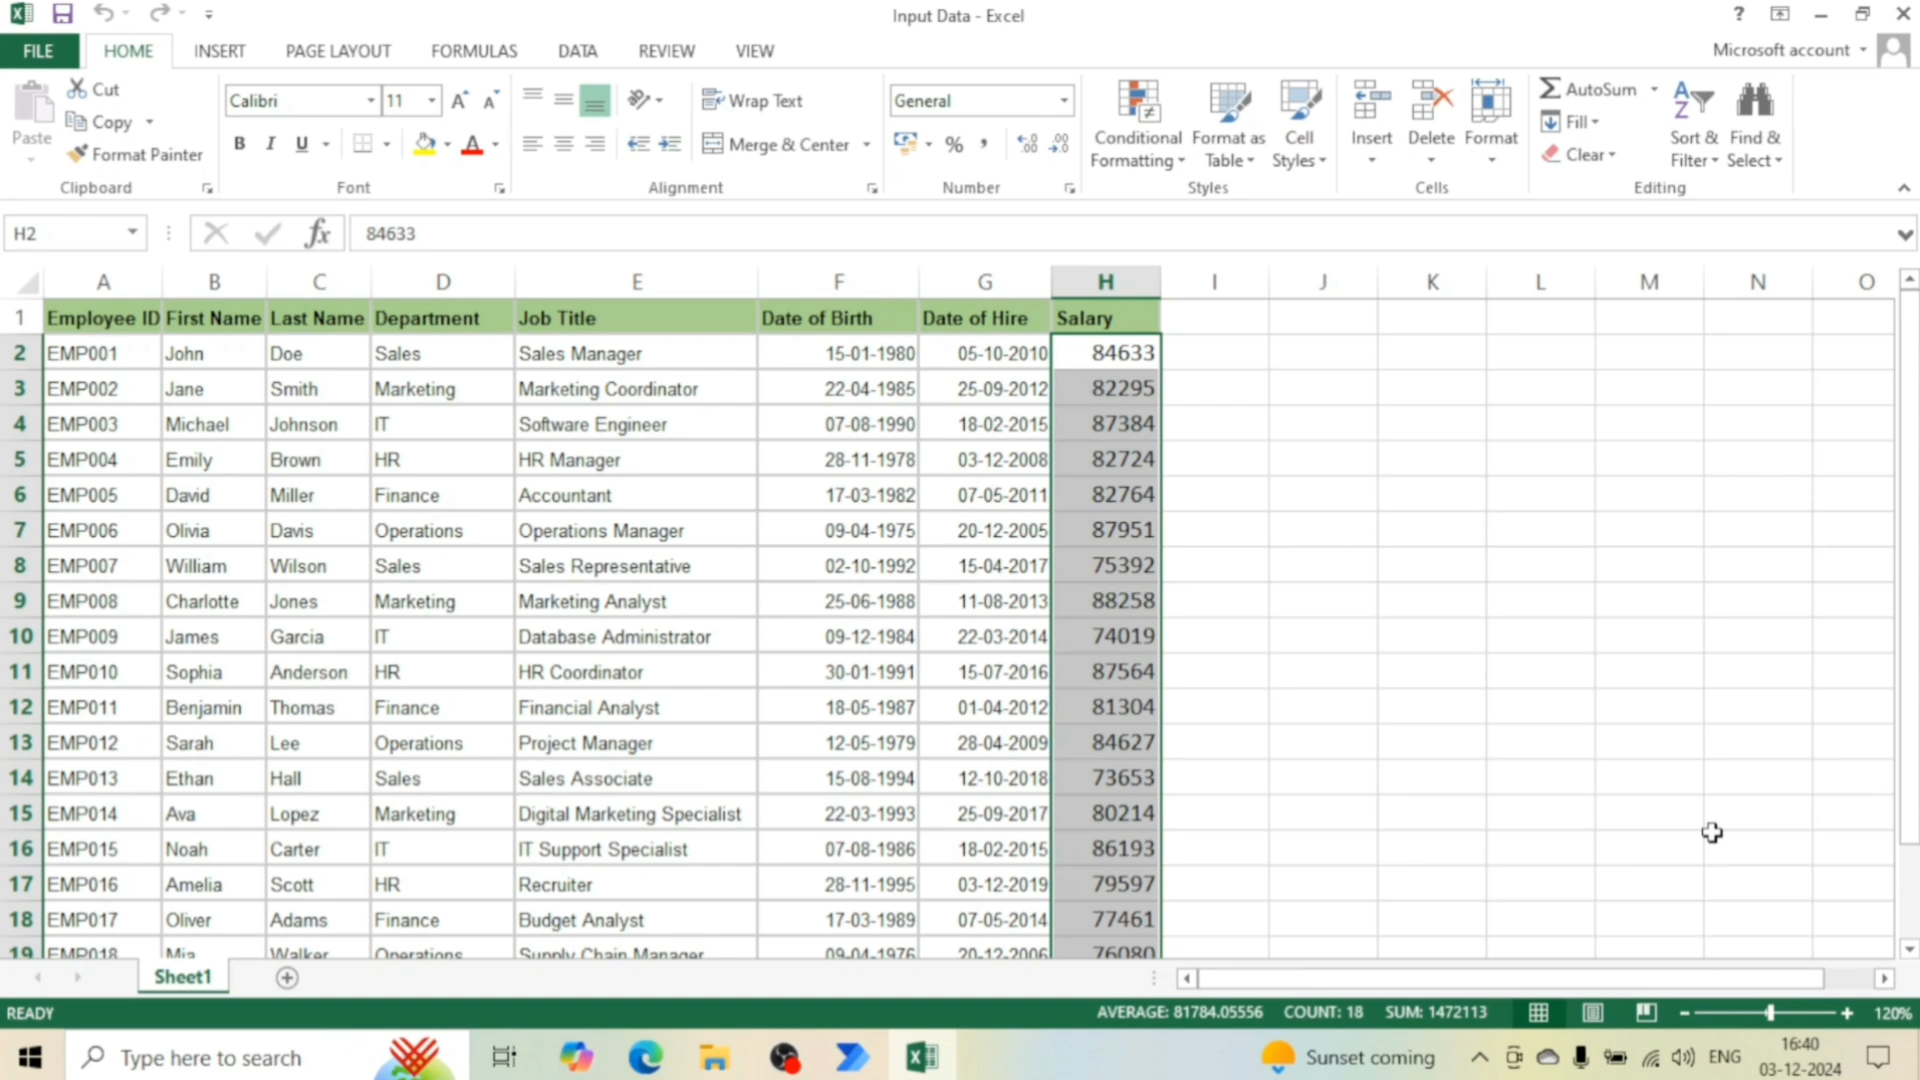 Input Data - Excel
FILE HOME INSERT PAGE LAYOUT FORMULAS DATA REVIEW VIEW Microsoft account
Paste Cut Copy Format Painter Clipboard
Calibri 11 B I U Font
Wrap Text Merge & Center Alignment
General % , Number
Conditional Formatting Format as Table Cell Styles Styles
Insert Delete Format Cells
AutoSum Fill Clear Sort & Filter Find & Select Editing
H2 fx 84633
A B C D E F G H I J K L M N O
1 Employee ID First Name Last Name Department Job Title Date of Birth Date of Hire Salary
2 EMP001 John Doe Sales Sales Manager 15-01-1980 05-10-2010 84633
3 EMP002 Jane Smith Marketing Marketing Coordinator 22-04-1985 25-09-2012 82295
4 EMP003 Michael Johnson IT Software Engineer 07-08-1990 18-02-2015 87384
5 EMP004 Emily Brown HR HR Manager 28-11-1978 03-12-2008 82724
6 EMP005 David Miller Finance Accountant 17-03-1982 07-05-2011 82764
7 EMP006 Olivia Davis Operations Operations Manager 09-04-1975 20-12-2005 87951
8 EMP007 William Wilson Sales Sales Representative 02-10-1992 15-04-2017 75392
9 EMP008 Charlotte Jones Marketing Marketing Analyst 25-06-1988 11-08-2013 88258
10 EMP009 James Garcia IT Database Administrator 09-12-1984 22-03-2014 74019
11 EMP010 Sophia Anderson HR HR Coordinator 30-01-1991 15-07-2016 87564
12 EMP011 Benjamin Thomas Finance Financial Analyst 18-05-1987 01-04-2012 81304
13 EMP012 Sarah Lee Operations Project Manager 12-05-1979 28-04-2009 84627
14 EMP013 Ethan Hall Sales Sales Associate 15-08-1994 12-10-2018 73653
15 EMP014 Ava Lopez Marketing Digital Marketing Specialist 22-03-1993 25-09-2017 80214
16 EMP015 Noah Carter IT IT Support Specialist 07-08-1986 18-02-2015 86193
17 EMP016 Amelia Scott HR Recruiter 28-11-1995 03-12-2019 79597
18 EMP017 Oliver Adams Finance Budget Analyst 17-03-1989 07-05-2014 77461
19 EMP018 Mia Walker Operations Supply Chain Manager 09-04-1976 20-12-2006 76080
Sheet1
READY AVERAGE: 81784.05556 COUNT: 18 SUM: 1472113 120%
Type here to search Sunset coming ENG 16:40
03-12-2024